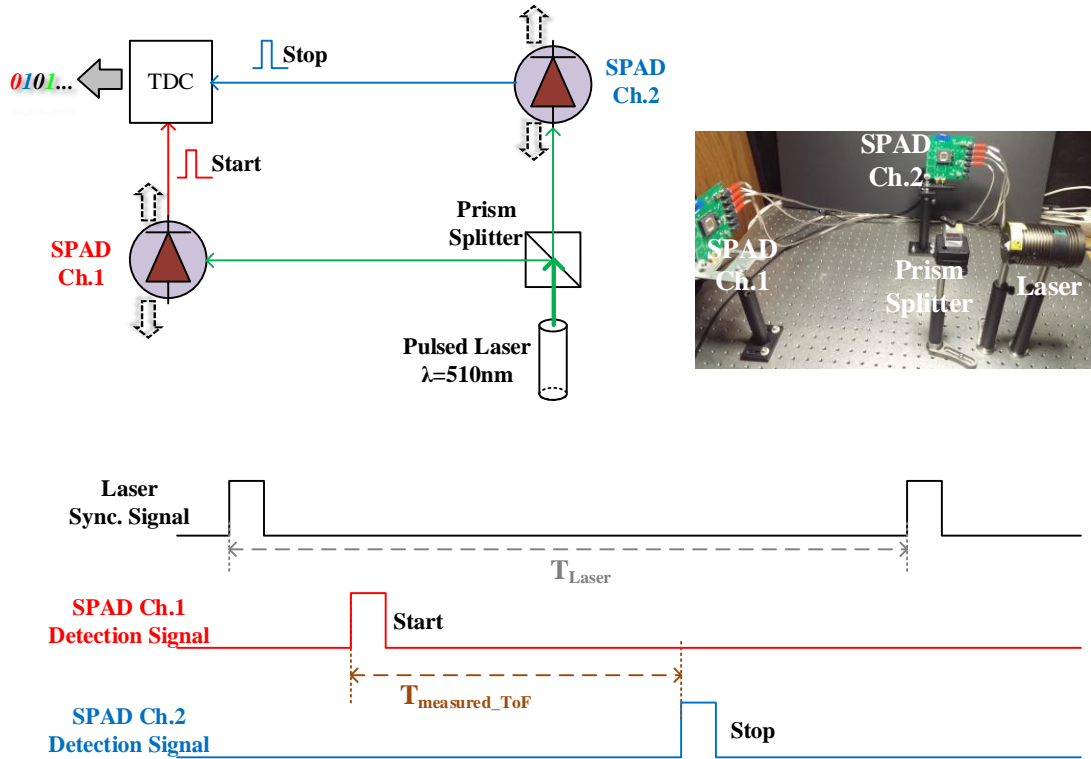 Stop
TDC
0101...
SPAD
Ch.2
Start
SPAD
Ch.1
Prism
Splitter
Pulsed Laser
λ=510nm
SPAD
Ch.2
SPAD
Ch.1
Prism
Splitter
Laser
Laser
Sync. Signal
T_Laser
SPAD Ch.1
Detection Signal
Start
T_measured_ToF
SPAD Ch.2
Detection Signal
Stop